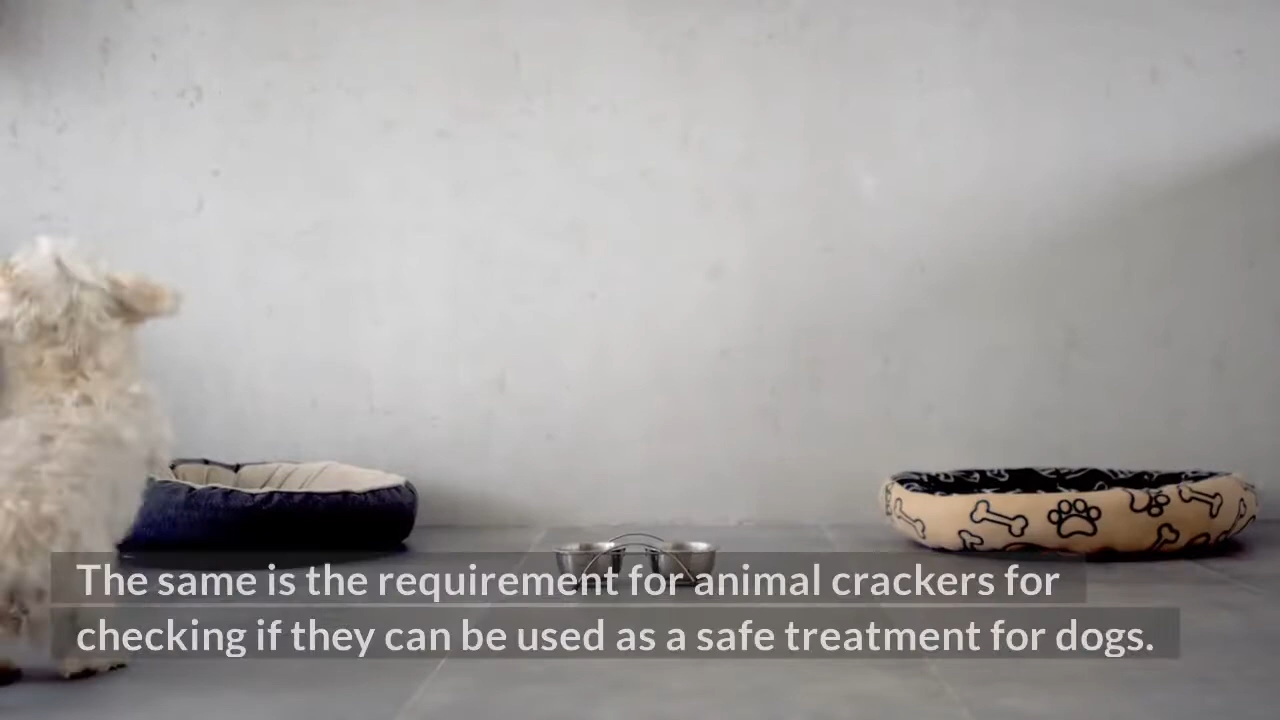 The same is the requirement for animal crackers for
checking if they can be used as a safe treatment for dogs.